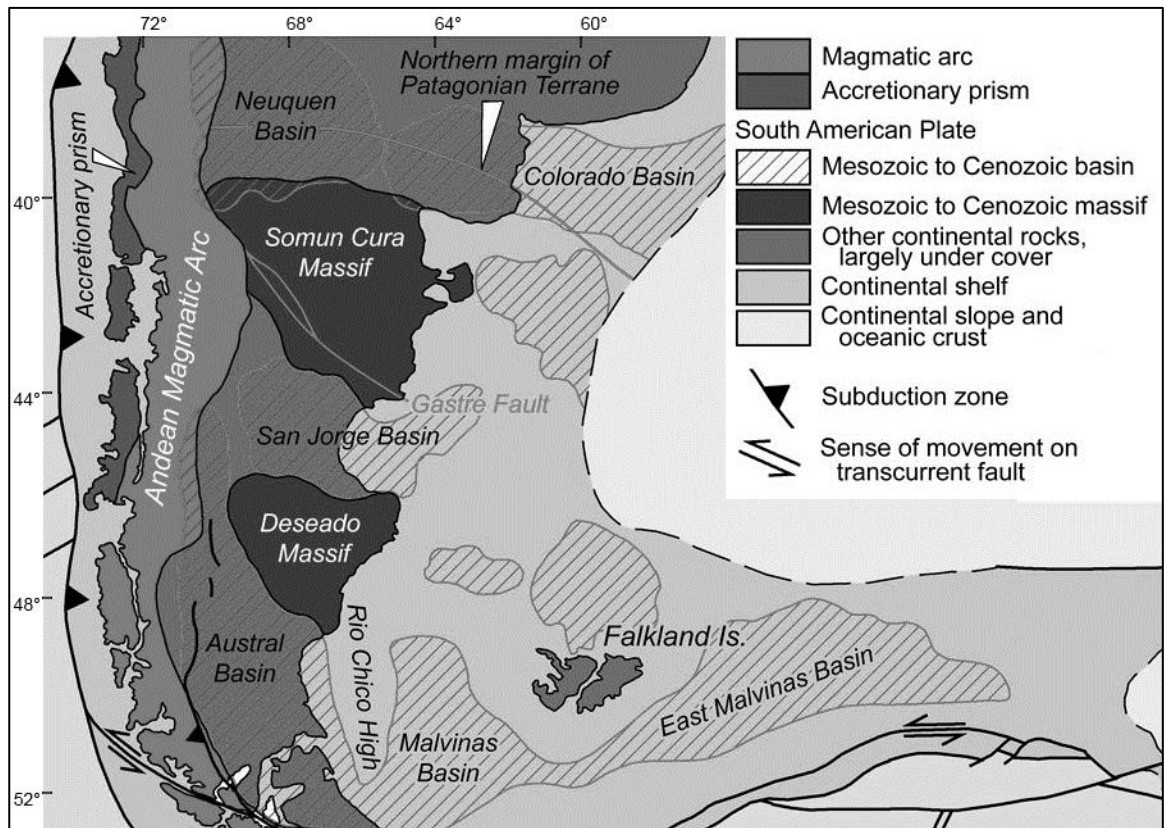 72°
68°
64°
60°
Northern margin of
Patagonian Terrane
Neuquen
Basin
Accretionary prism
Colorado Basin
40°
Somun Cura
Massif
Andean Magmatic Arc
44°
Gastre Fault
San Jorge Basin
Deseado
Massif
48°
Rio Chico High
Falkland Is.
Austral
Basin
East Malvinas Basin
Malvinas
Basin
52°
Magmatic arc
Accretionary prism
South American Plate
Mesozoic to Cenozoic basin
Mesozoic to Cenozoic massif
Other continental rocks,
largely under cover
Continental shelf
Continental slope and
oceanic crust
Subduction zone
Sense of movement on
transcurrent fault